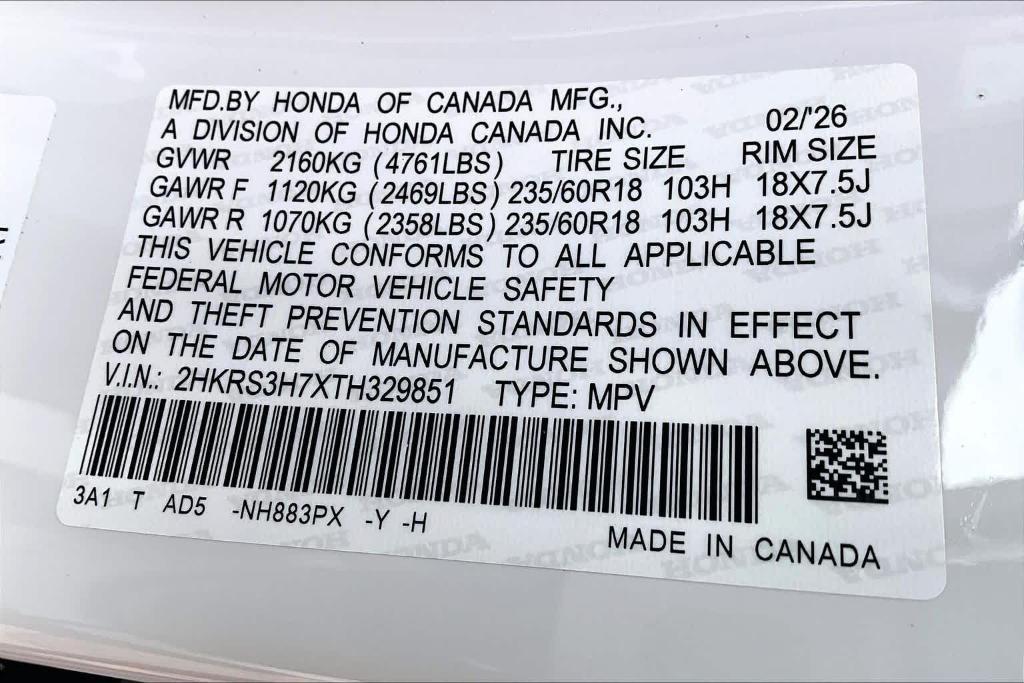 MFD.BY HONDA OF CANADA MFG.,
A DIVISION OF HONDA CANADA INC. 02/'26
GVWR 2160KG (4761LBS) TIRE SIZE RIM SIZE
GAWR F 1120KG (2469LBS) 235/60R18 103H 18X7.5J
GAWR R 1070KG (2358LBS) 235/60R18 103H 18X7.5J
THIS VEHICLE CONFORMS TO ALL APPLICABLE
FEDERAL MOTOR VEHICLE SAFETY
AND THEFT PREVENTION STANDARDS IN EFFECT
ON THE DATE OF MANUFACTURE SHOWN ABOVE.
V.I.N.: 2HKRS3H7XTH329851 TYPE: MPV
3A1 T AD5 -NH883PX -Y -H
MADE IN CANADA